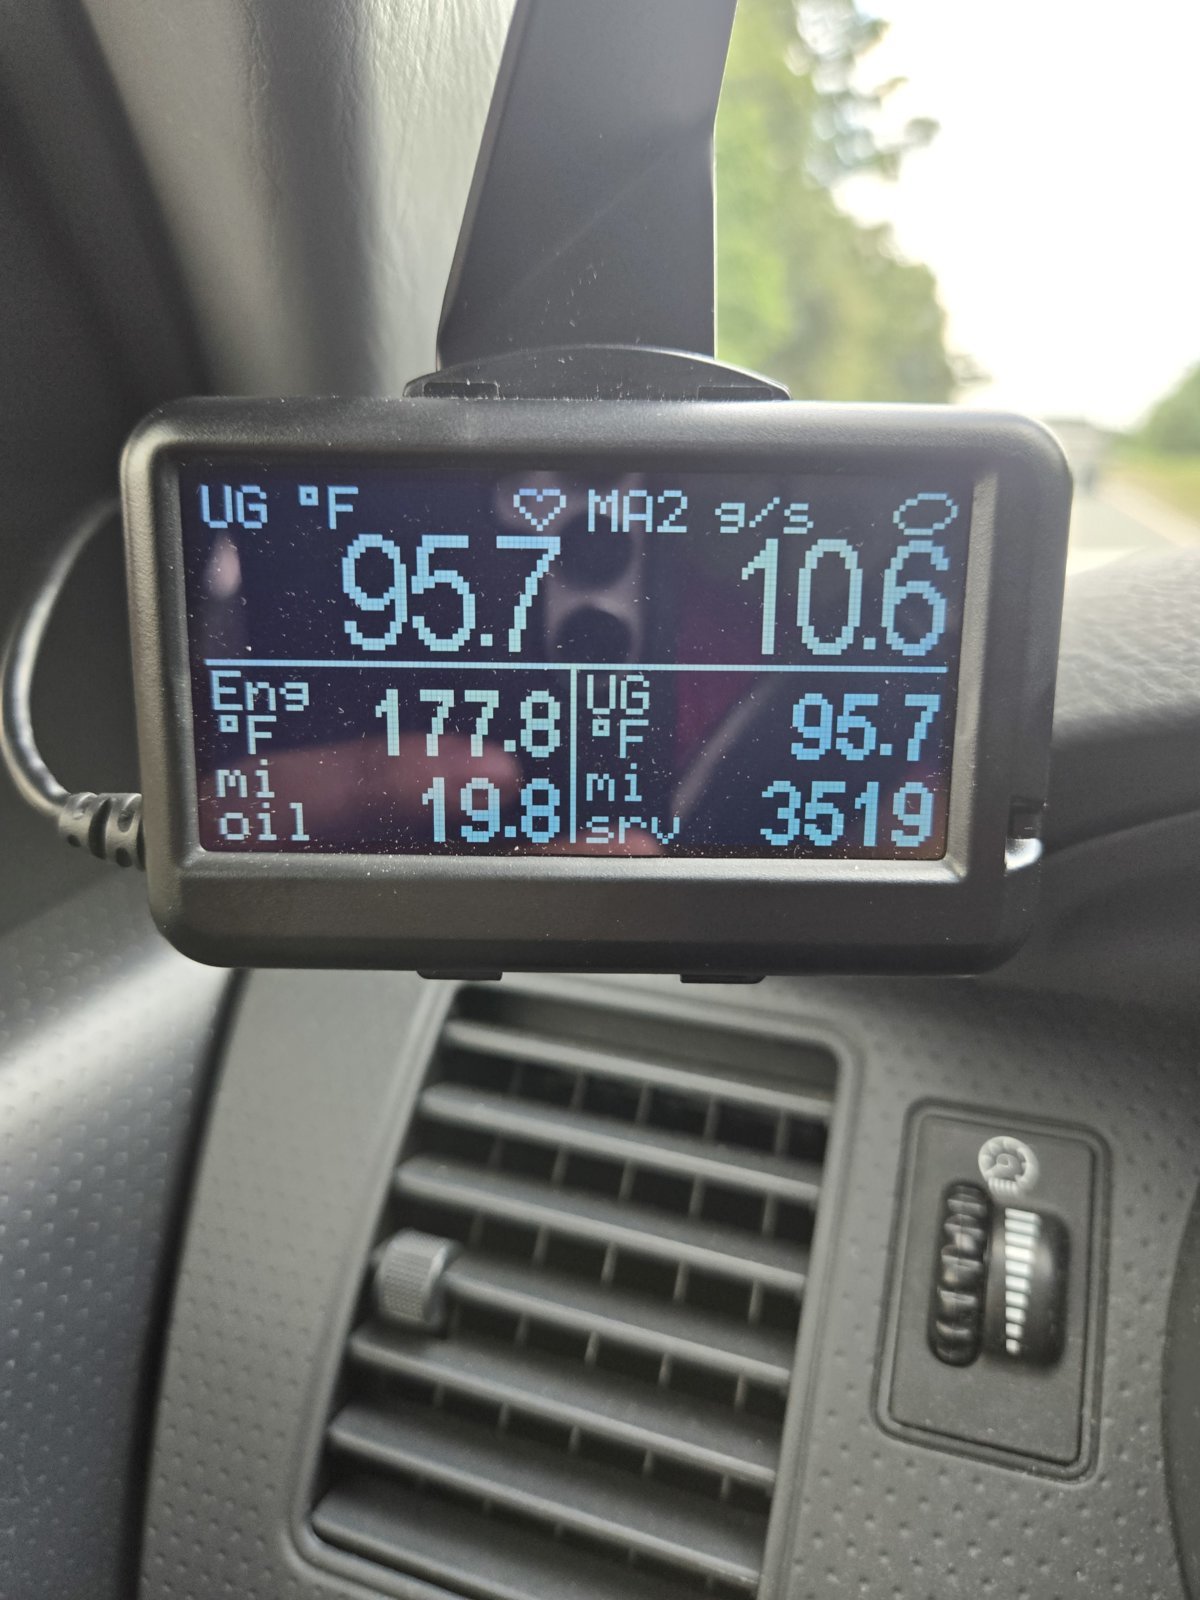 UG °F MA2 g/s
95.7 10.6
Eng °F 177.8
mi oil 19.8
UG °F 95.7
mi srv 3519